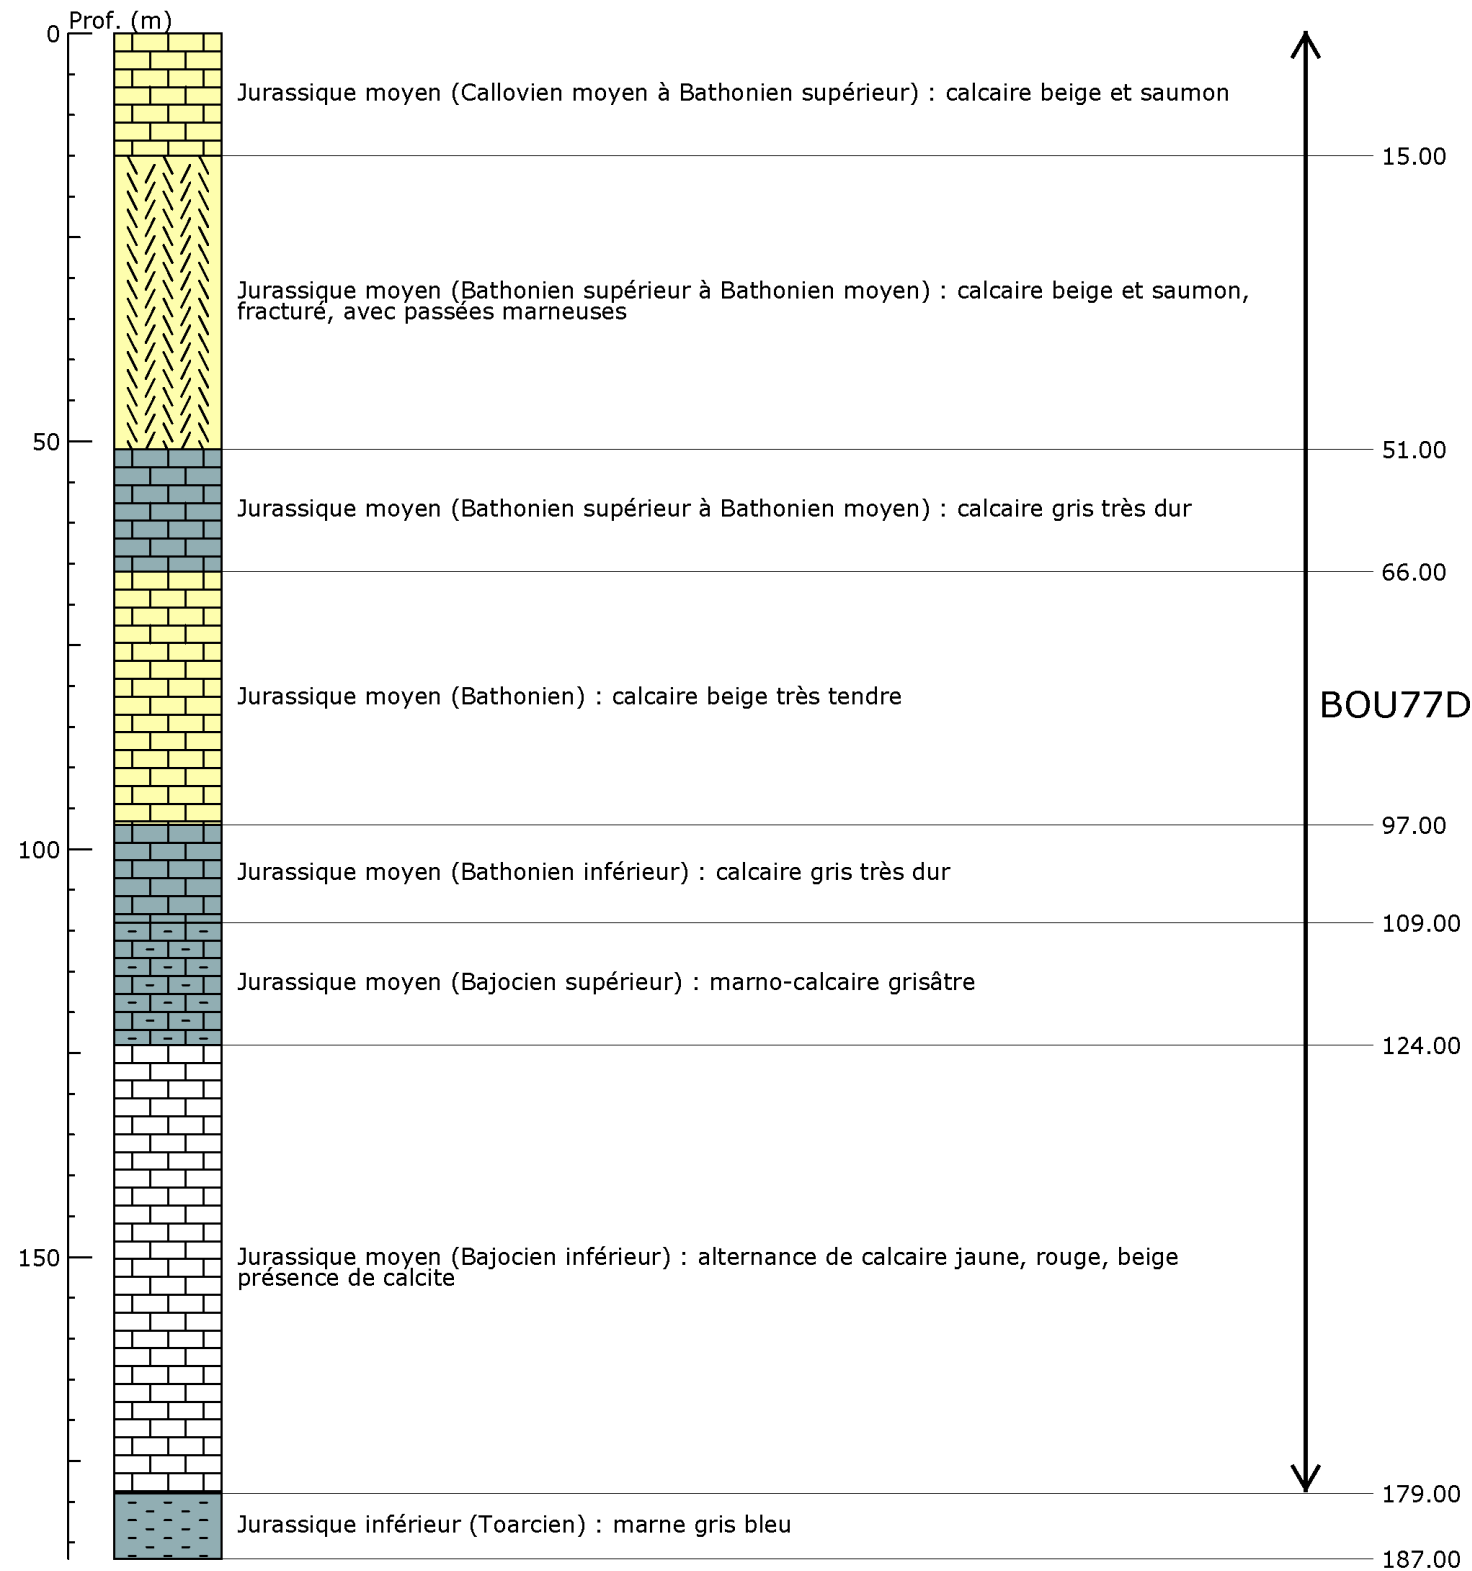 Prof. (m)
0
Jurassique moyen (Callovien moyen à Bathonien supérieur) : calcaire beige et saumon
15.00
Jurassique moyen (Bathonien supérieur à Bathonien moyen) : calcaire beige et saumon,
fracturé, avec passées marneuses
50
51.00
Jurassique moyen (Bathonien supérieur à Bathonien moyen) : calcaire gris très dur
66.00
Jurassique moyen (Bathonien) : calcaire beige très tendre
BOU77D
97.00
100
Jurassique moyen (Bathonien inférieur) : calcaire gris très dur
109.00
Jurassique moyen (Bajocien supérieur) : marno-calcaire grisâtre
124.00
150
Jurassique moyen (Bajocien inférieur) : alternance de calcaire jaune, rouge, beige
présence de calcite
179.00
Jurassique inférieur (Toarcien) : marne gris bleu
187.00